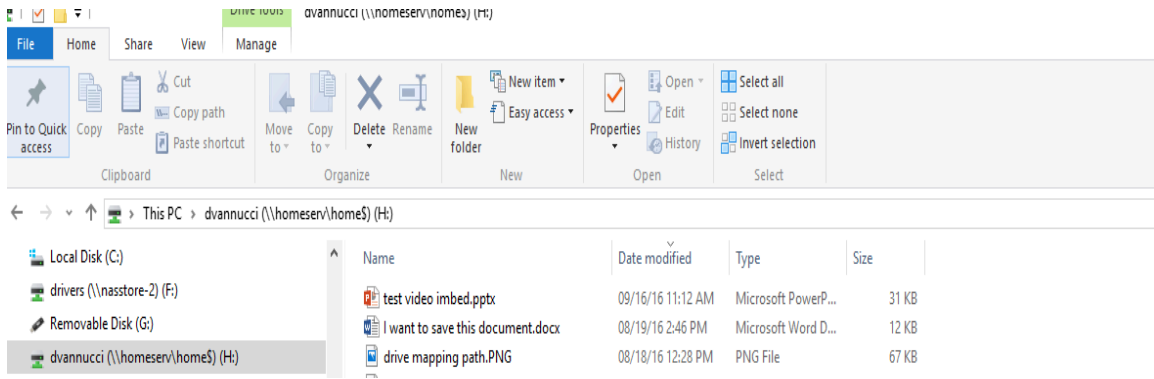 Drive Tools dvannucci (\\homeserv\home$) (H:)
File Home Share View Manage
Pin to Quick access
Copy
Paste
Cut
Copy path
Paste shortcut
Move to
Copy to
Delete
Rename
New folder
New item
Easy access
Properties
Open
Edit
History
Select all
Select none
Invert selection
Clipboard Organize New Open Select
This PC › dvannucci (\\homeserv\home$) (H:)
Local Disk (C:)
drivers (\\nasstore-2) (F:)
Removable Disk (G:)
dvannucci (\\homeserv\home$) (H:)
Name Date modified Type Size
test video imbed.pptx 09/16/16 11:12 AM Microsoft PowerP... 31 KB
I want to save this document.docx 08/19/16 2:46 PM Microsoft Word D... 12 KB
drive mapping path.PNG 08/18/16 12:28 PM PNG File 67 KB